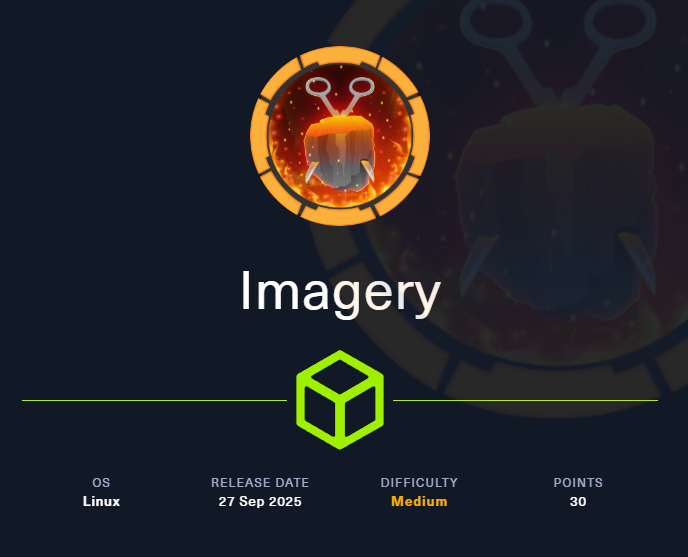 Imagery
OS RELEASE DATE DIFFICULTY POINTS
Linux 27 Sep 2025 Medium 30